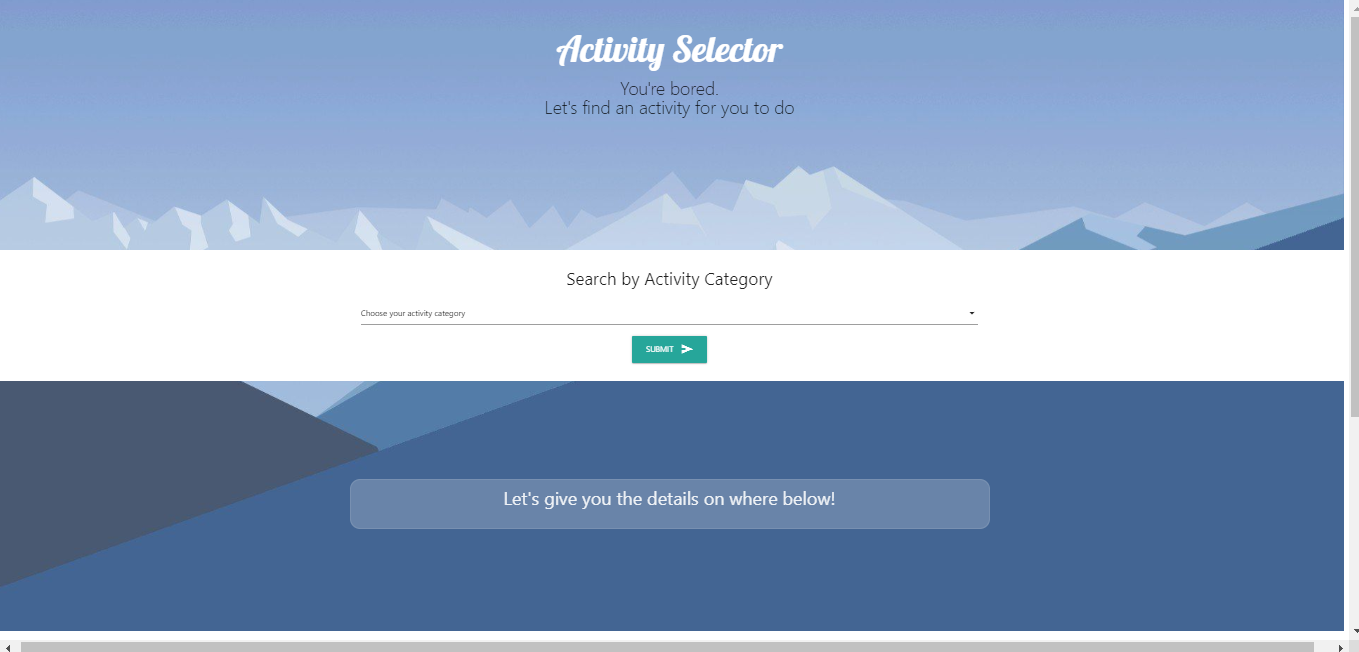 Activity Selector
You're bored.
Let's find an activity for you to do
Search by Activity Category
Choose your activity category
SUBMIT
Let's give you the details on where below!